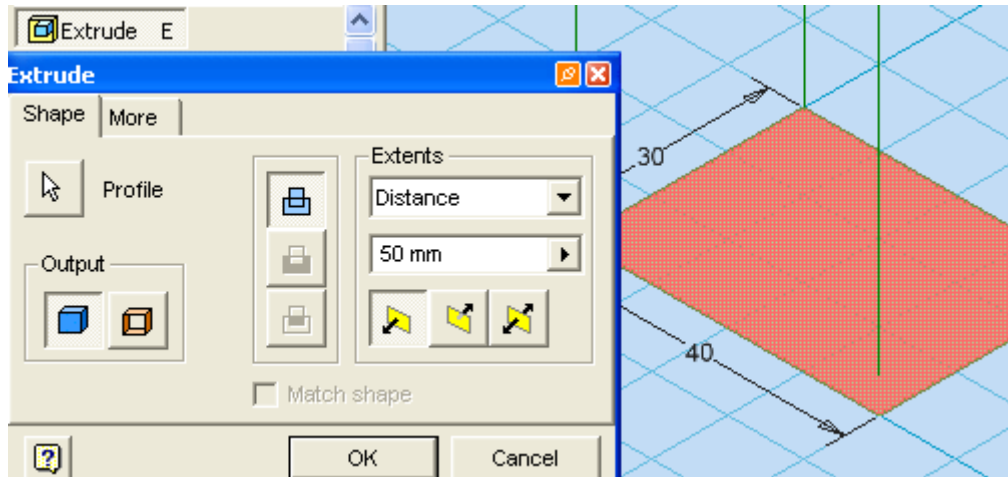 Extrude E
Extrude
Shape More
Profile
Extents
Distance
50 mm
Output
Match shape
? OK Cancel
30
40